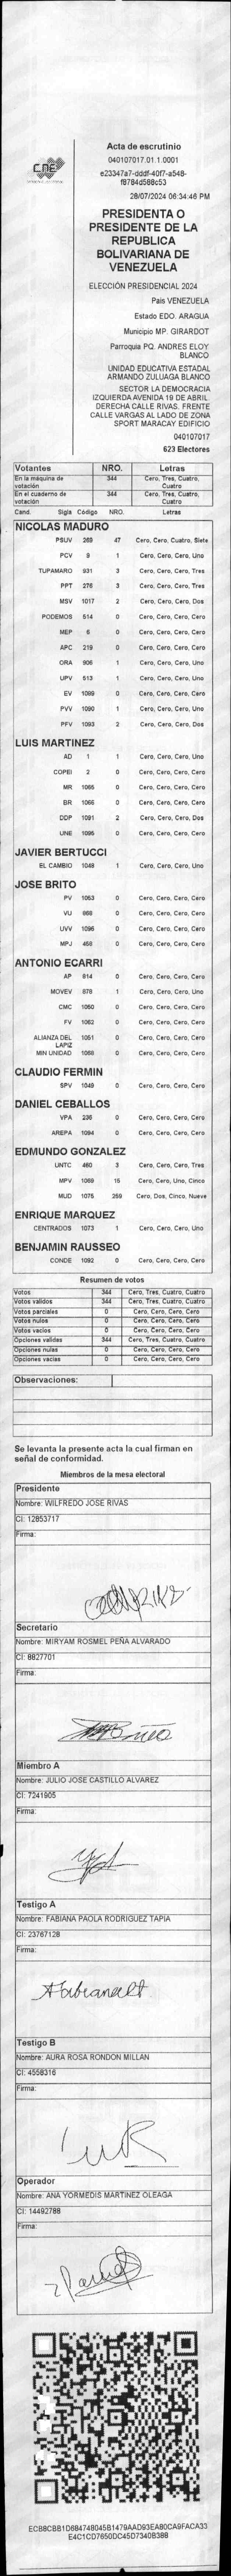 CNE
Acta de escrutinio
040107017.01.1.0001
e23347a7-dddf-40f7-a548-
f8784d588c53
28/07/2024 06:34:46 PM
PRESIDENTA O
PRESIDENTE DE LA
REPUBLICA
BOLIVARIANA DE
VENEZUELA
ELECCIÓN PRESIDENCIAL 2024
País VENEZUELA
Estado EDO. ARAGUA
Municipio MP. GIRARDOT
Parroquia PQ. ANDRES ELOY
BLANCO
UNIDAD EDUCATIVA ESTADAL
ARMANDO ZULUAGA BLANCO
SECTOR LA DEMOCRACIA
IZQUIERDA AVENIDA 19 DE ABRIL.
DERECHA CALLE RIVAS. FRENTE
CALLE VARGAS AL LADO DE ZONA
SPORT MARACAY EDIFICIO
040107017
623 Electores
Votantes NRO. Letras
En la máquina de votación 344 Cero, Tres, Cuatro, Cuatro
En el cuaderno de votación 344 Cero, Tres, Cuatro, Cuatro
Cand. Sigla Código NRO. Letras
NICOLAS MADURO
PSUV 269 47 Cero, Cero, Cuatro, Siete
PCV 9 1 Cero, Cero, Cero, Uno
TUPAMARO 931 3 Cero, Cero, Cero, Tres
PPT 276 3 Cero, Cero, Cero, Tres
MSV 1017 2 Cero, Cero, Cero, Dos
PODEMOS 514 0 Cero, Cero, Cero, Cero
MEP 6 0 Cero, Cero, Cero, Cero
APC 219 0 Cero, Cero, Cero, Cero
ORA 906 1 Cero, Cero, Cero, Uno
UPV 513 1 Cero, Cero, Cero, Uno
EV 1089 0 Cero, Cero, Cero, Cero
PVV 1090 1 Cero, Cero, Cero, Uno
PFV 1093 2 Cero, Cero, Cero, Dos
LUIS MARTINEZ
AD 1 1 Cero, Cero, Cero, Uno
COPEI 2 0 Cero, Cero, Cero, Cero
MR 1065 0 Cero, Cero, Cero, Cero
BR 1066 0 Cero, Cero, Cero, Cero
DDP 1091 2 Cero, Cero, Cero, Dos
UNE 1095 0 Cero, Cero, Cero, Cero
JAVIER BERTUCCI
EL CAMBIO 1048 1 Cero, Cero, Cero, Uno
JOSE BRITO
PV 1053 0 Cero, Cero, Cero, Cero
VU 868 0 Cero, Cero, Cero, Cero
UVV 1096 0 Cero, Cero, Cero, Cero
MPJ 458 0 Cero, Cero, Cero, Cero
ANTONIO ECARRI
AP 814 0 Cero, Cero, Cero, Cero
MOVEV 878 1 Cero, Cero, Cero, Uno
CMC 1050 0 Cero, Cero, Cero, Cero
FV 1062 0 Cero, Cero, Cero, Cero
ALIANZA DEL LAPIZ 1051 0 Cero, Cero, Cero, Cero
MIN UNIDAD 1068 0 Cero, Cero, Cero, Cero
CLAUDIO FERMIN
SPV 1049 0 Cero, Cero, Cero, Cero
DANIEL CEBALLOS
VPA 236 0 Cero, Cero, Cero, Cero
AREPA 1094 0 Cero, Cero, Cero, Cero
EDMUNDO GONZALEZ
UNTC 460 3 Cero, Cero, Cero, Tres
MPV 1069 15 Cero, Cero, Uno, Cinco
MUD 1075 259 Cero, Dos, Cinco, Nueve
ENRIQUE MARQUEZ
CENTRADOS 1073 1 Cero, Cero, Cero, Uno
BENJAMIN RAUSSEO
CONDE 1092 0 Cero, Cero, Cero, Cero
Resumen de votos
Votos 344 Cero, Tres, Cuatro, Cuatro
Votos validos 344 Cero, Tres, Cuatro, Cuatro
Votos parciales 0 Cero, Cero, Cero, Cero
Votos nulos 0 Cero, Cero, Cero, Cero
Votos vacios 0 Cero, Cero, Cero, Cero
Opciones validas 344 Cero, Tres, Cuatro, Cuatro
Opciones nulas 0 Cero, Cero, Cero, Cero
Opciones vacias 0 Cero, Cero, Cero, Cero
Observaciones:
Se levanta la presente acta la cual firman en
señal de conformidad.
Miembros de la mesa electoral
Presidente
Nombre: WILFREDO JOSE RIVAS
CI: 12853717
Firma:
Secretario
Nombre: MIRYAM ROSMEL PEÑA ALVARADO
CI: 8827701
Firma:
Miembro A
Nombre: JULIO JOSE CASTILLO ALVAREZ
CI: 7241905
Firma:
Testigo A
Nombre: FABIANA PAOLA RODRIGUEZ TAPIA
CI: 23767128
Firma:
Testigo B
Nombre: AURA ROSA RONDON MILLAN
CI: 4558316
Firma:
Operador
Nombre: ANA YORMEDIS MARTINEZ OLEAGA
CI: 14492788
Firma:
ECB8CBB1D684748045B1479AAD93EA80CA9FACA33
E4C1CD7650DC45D7340B388